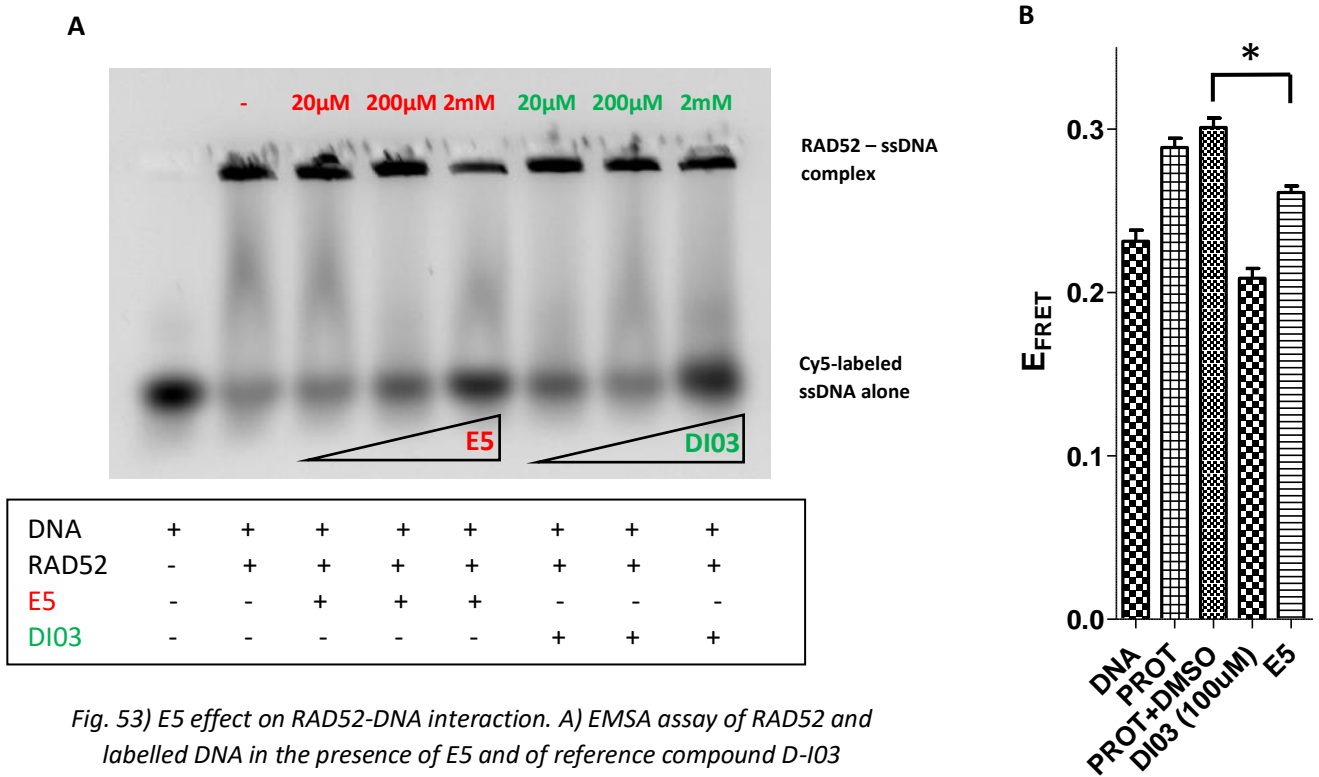 A
- 20µM 200µM 2mM 20µM 200µM 2mM
RAD52 – ssDNA
complex
Cy5-labeled
ssDNA alone
E5
DI03
DNA + + + + + + + +
RAD52 - + + + + + + +
E5 - - + + + - - -
DI03 - - - - - + + +
Fig. 53) E5 effect on RAD52-DNA interaction. A) EMSA assay of RAD52 and
labelled DNA in the presence of E5 and of reference compound D-I03
B
*
0.3
0.2
0.1
0.0
EFRET
DNA
PROT
PROT+DMSO
DI03 (100uM)
E5